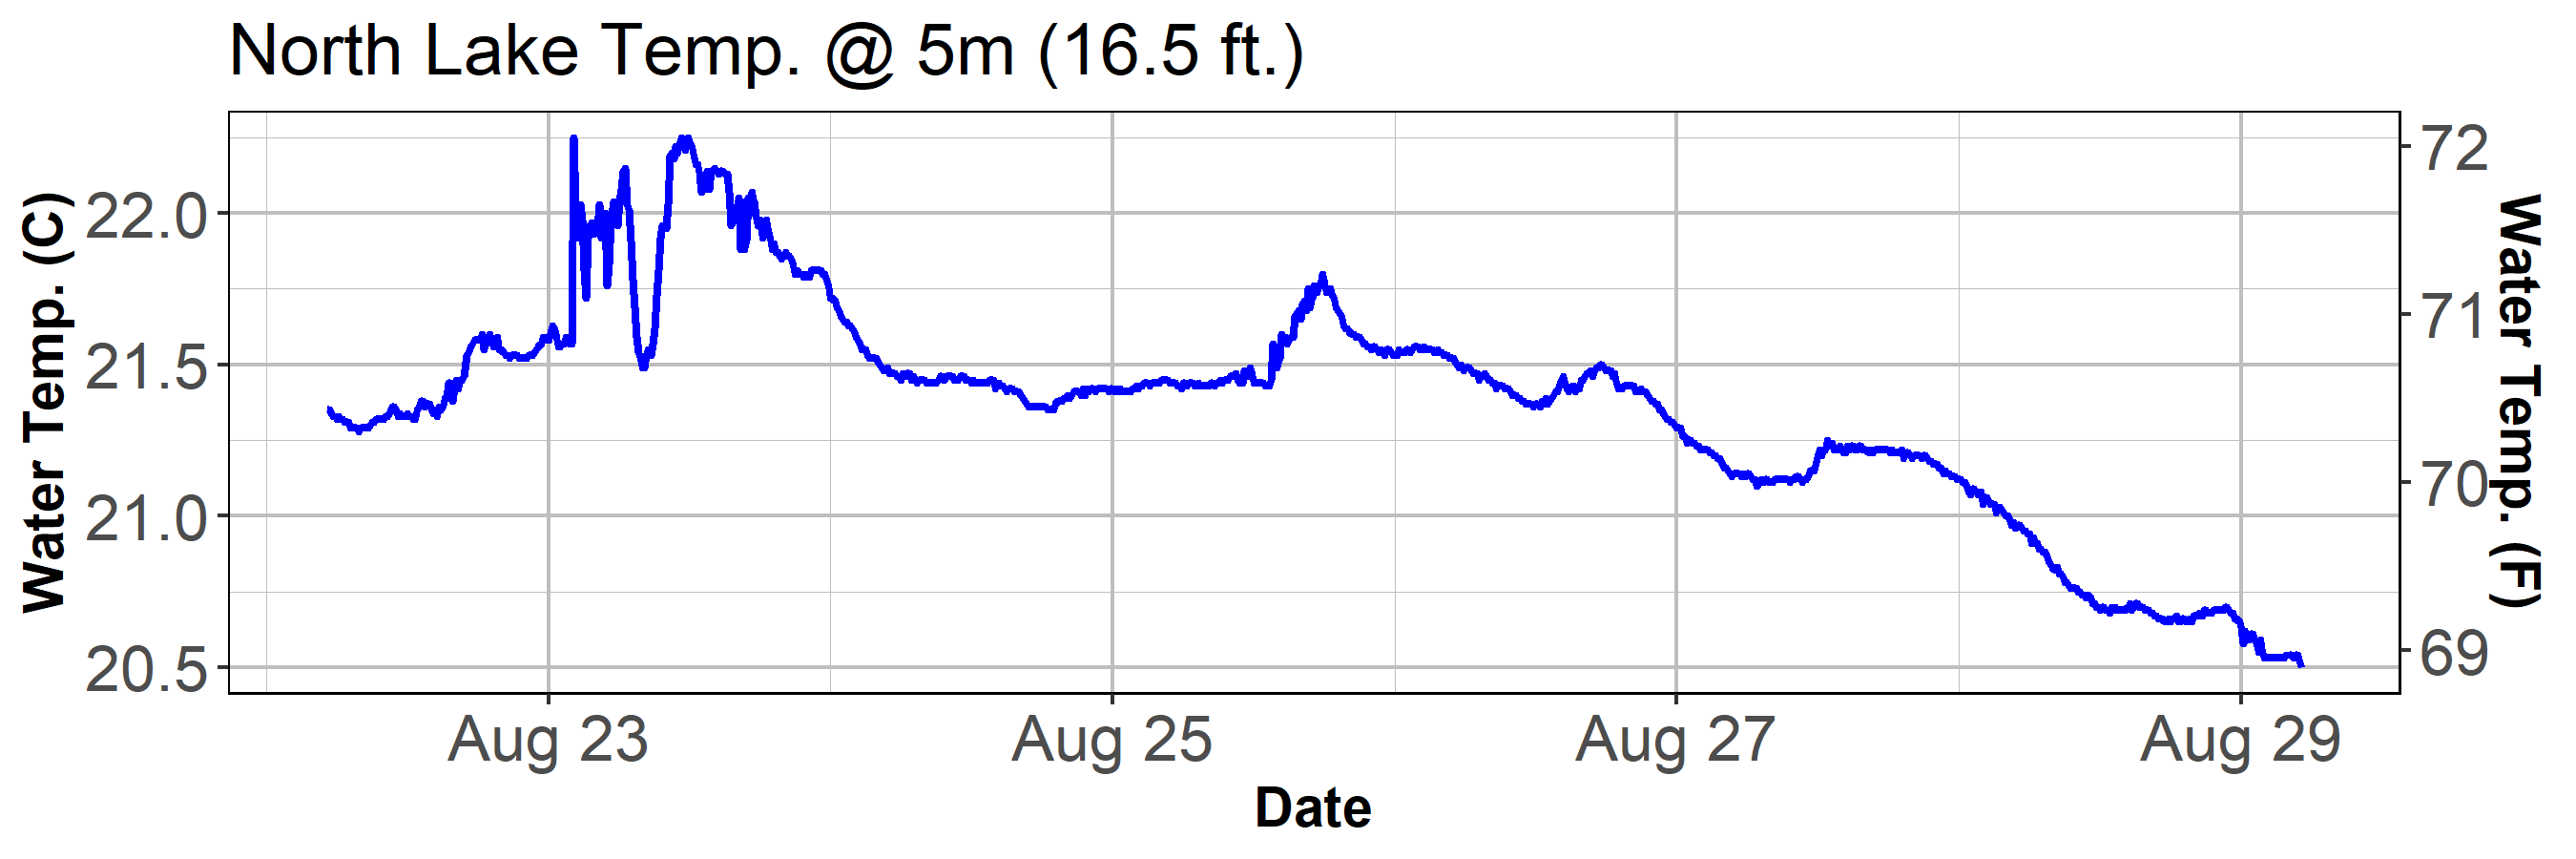 North Lake Temp. @ 5m (16.5 ft.)
Water Temp. (C)
22.0
21.5
21.0
20.5
72
71
70
69
Water Temp. (F)
Aug 23 Aug 25 Aug 27 Aug 29
Date